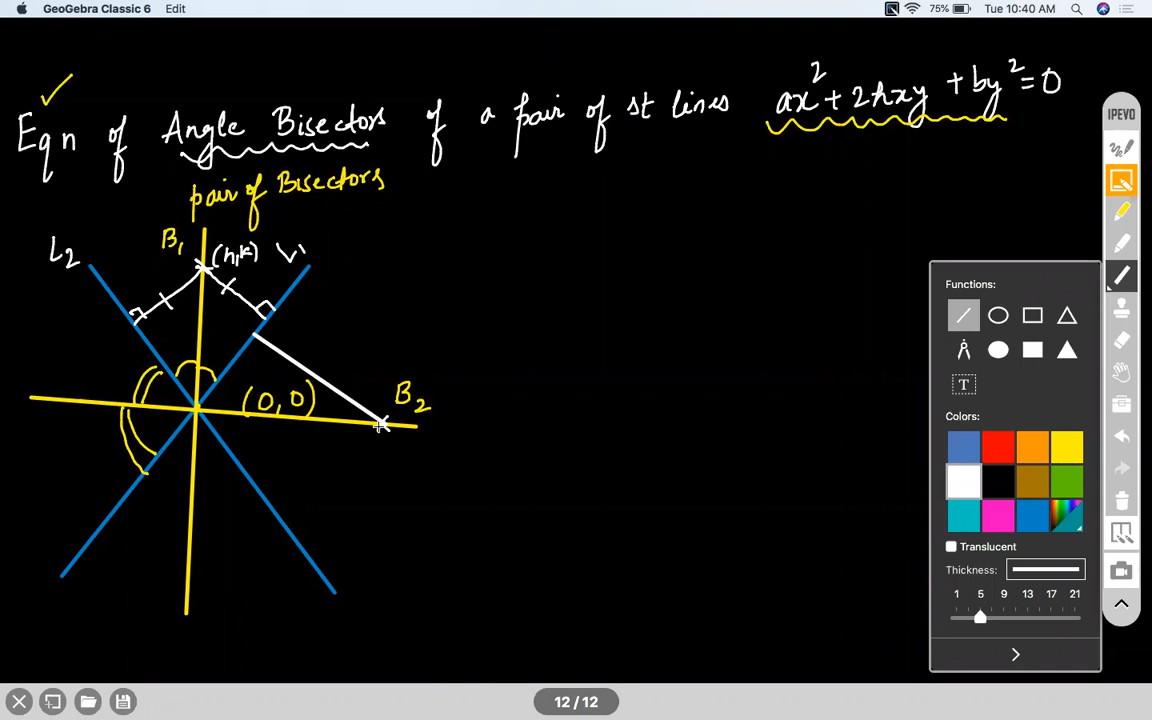 GeoGebra Classic 6 Edit 75% Tue 10:40 AM
Eqn of Angle Bisectors of a pair of st lines ax² + 2hxy + by² = 0
pair of Bisectors
L2 B1 (h,k) L1
(0, 0) B2
IPEVO
Functions:
T
Colors:
Translucent
Thickness:
1 5 9 13 17 21
12 / 12